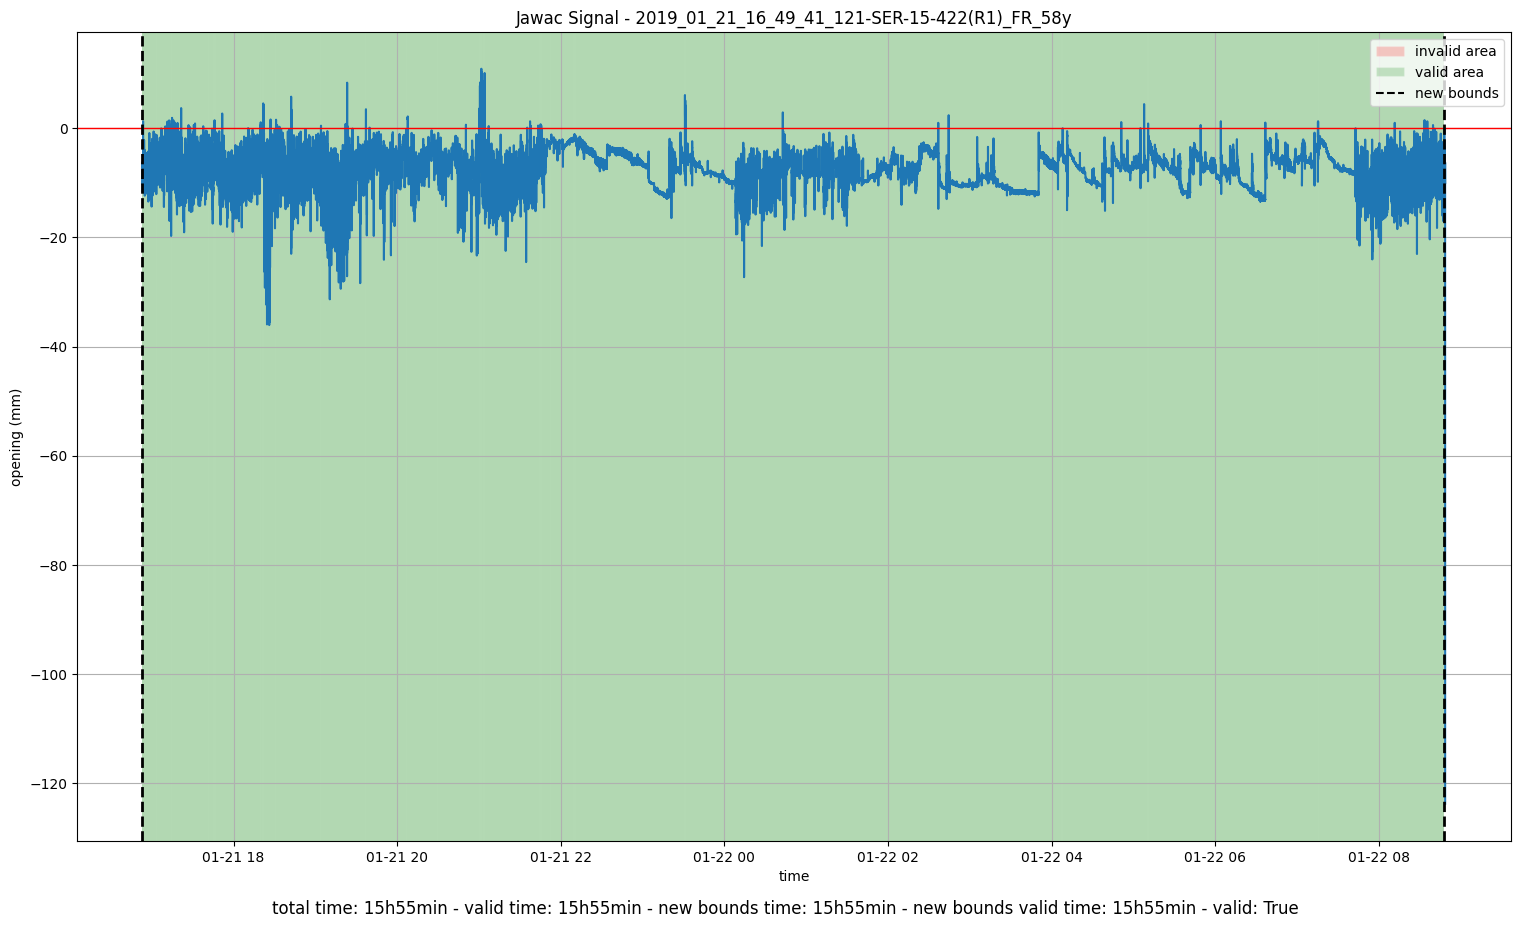 Jawac Signal - 2019_01_21_16_49_41_121-SER-15-422(R1)_FR_58y
invalid area
valid area
new bounds
0
−20
−40
−60
−80
−100
−120
opening (mm)
01-21 18
01-21 20
01-21 22
01-22 00
01-22 02
01-22 04
01-22 06
01-22 08
time
total time: 15h55min - valid time: 15h55min - new bounds time: 15h55min - new bounds valid time: 15h55min - valid: True